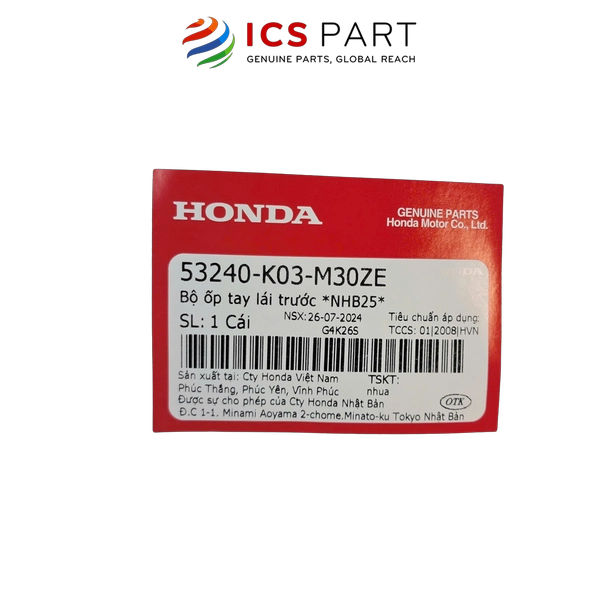 ICS PART
GENUINE PARTS, GLOBAL REACH
HONDA
GENUINE PARTS
Honda Motor Co., Ltd.
53240-K03-M30ZE
Bộ ốp tay lái trước *NHB25*
SL: 1 Cái
NSX: 26-07-2024
G4K26S
Tiêu chuẩn áp dụng:
TCCS: 01|2008|HVN
Sản xuất tại: Cty Honda Việt Nam
TSKT:
Phúc Thắng, Phúc Yên, Vĩnh Phúc
nhua
Được sự cho phép của Cty Honda Nhật Bản
Đ.C 1-1. Minami Aoyama 2-chome.Minato-ku Tokyo Nhật Bản
OTK